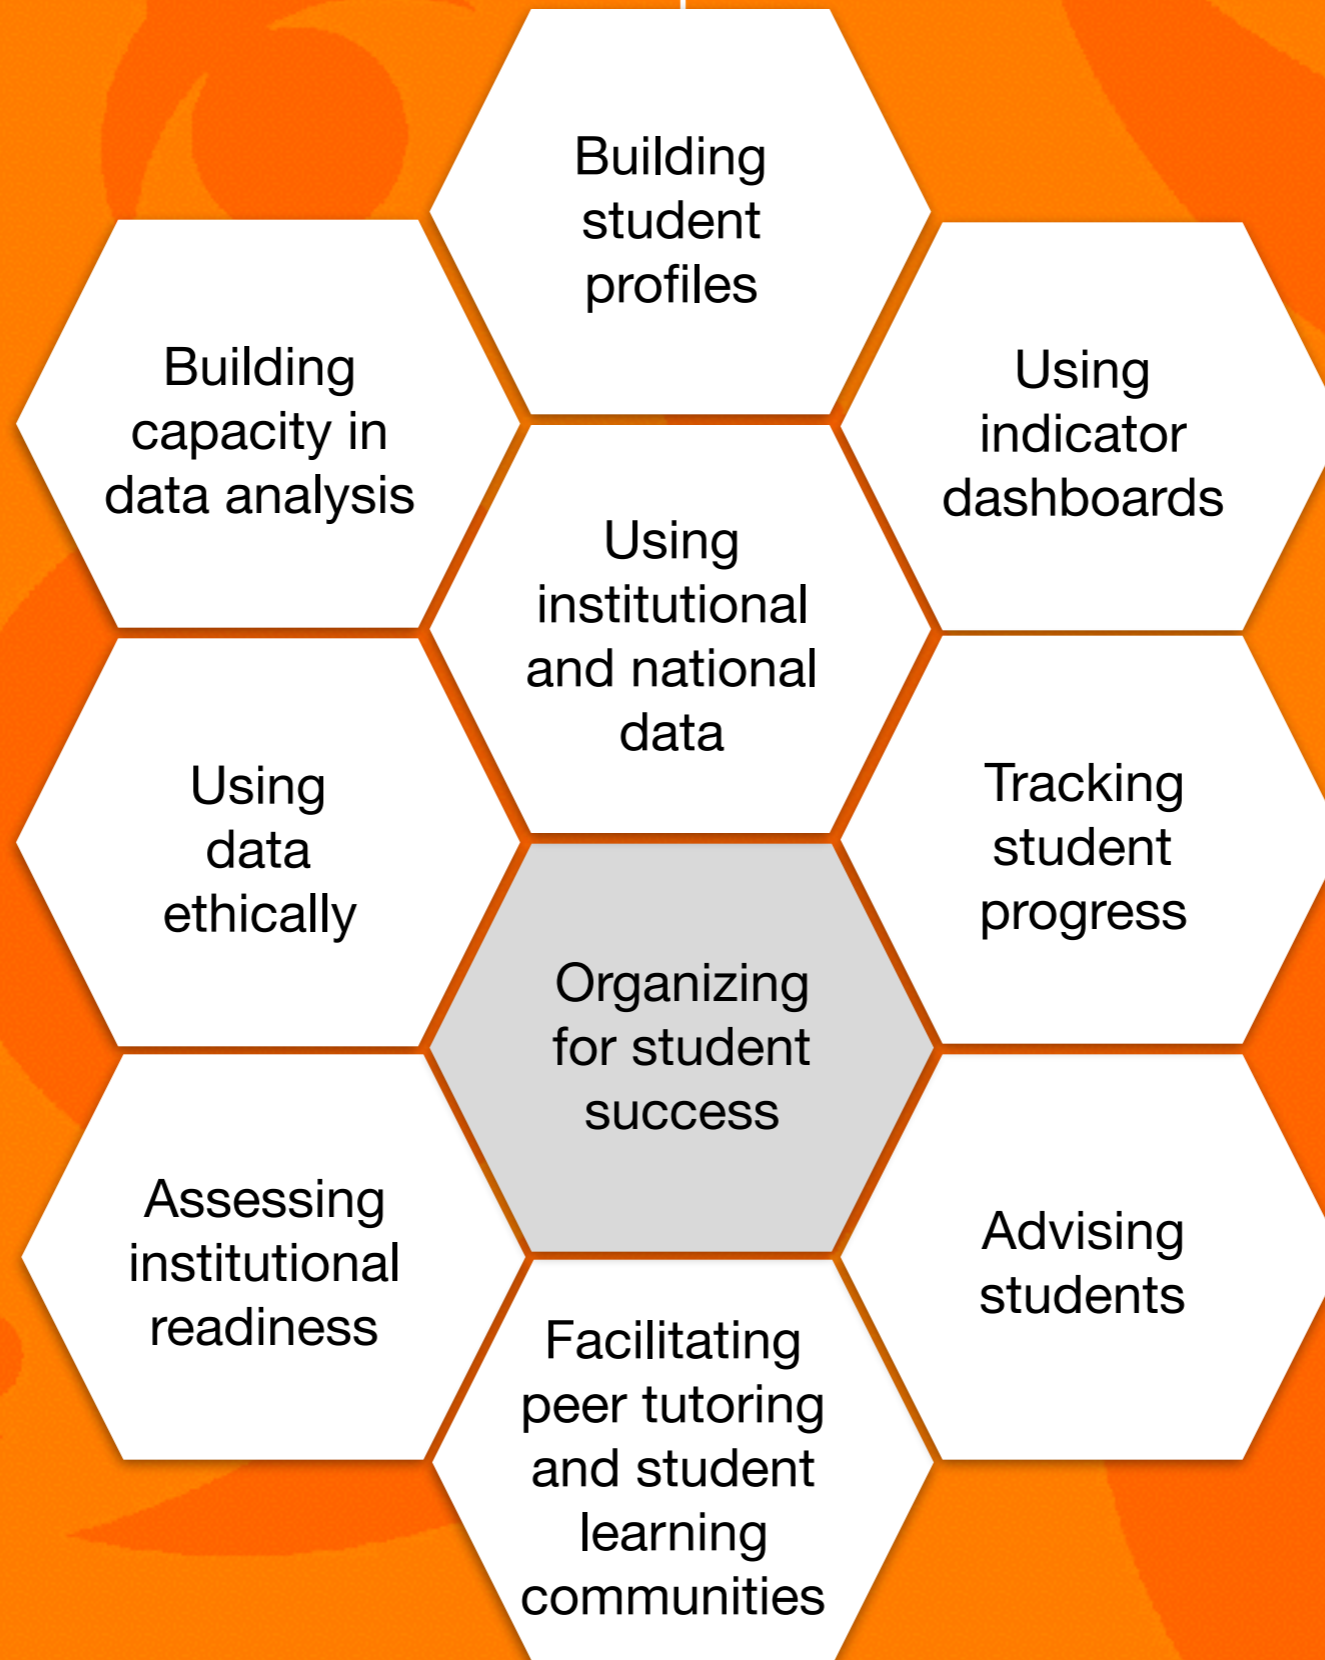 Building
student
profiles
Building
capacity in
data analysis
Using
indicator
dashboards
Using
institutional
and national
data
Using
data
ethically
Tracking
student
progress
Organizing
for student
success
Assessing
institutional
readiness
Advising
students
Facilitating
peer tutoring
and student
learning
communities